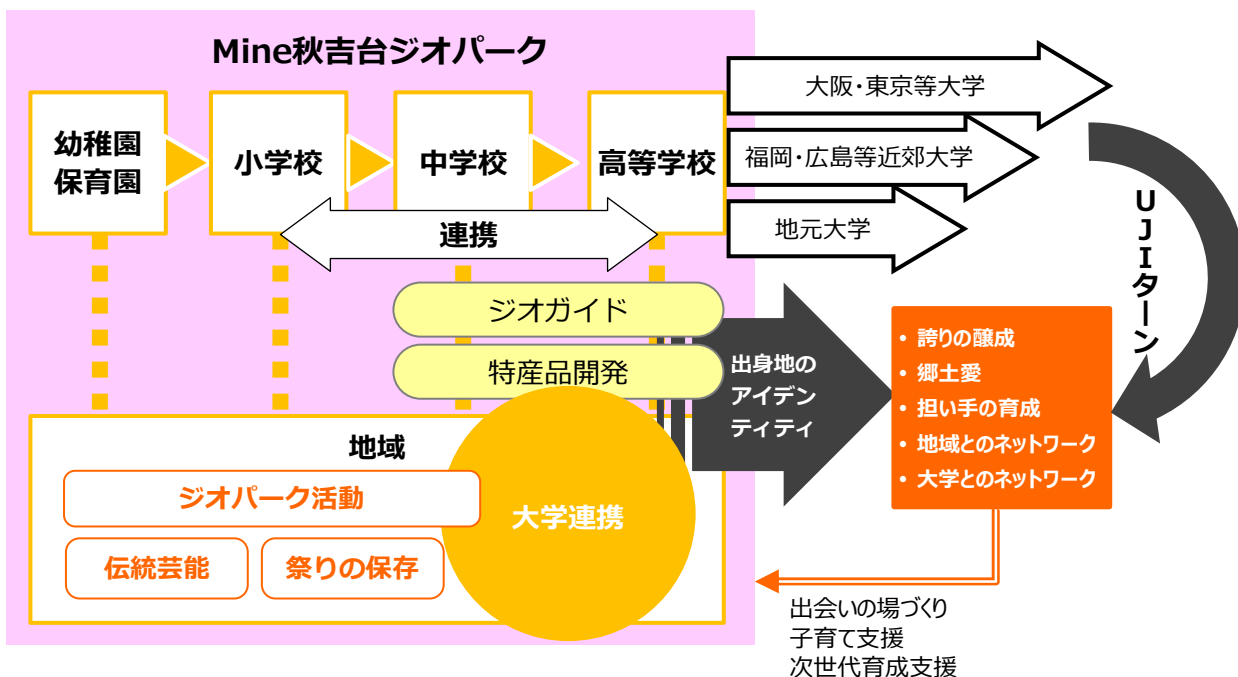 Mine秋吉台ジオパーク
幼稚園
保育園
小学校
中学校
高等学校
連携
大阪・東京等大学
福岡・広島等近郊大学
地元大学
UJIターン
ジオガイド
特産品開発
出身地の
アイデン
ティティ
• 誇りの醸成
• 郷土愛
• 担い手の育成
• 地域とのネットワーク
• 大学とのネットワーク
地域
ジオパーク活動
伝統芸能
祭りの保存
大学連携
出会いの場づくり
子育て支援
次世代育成支援